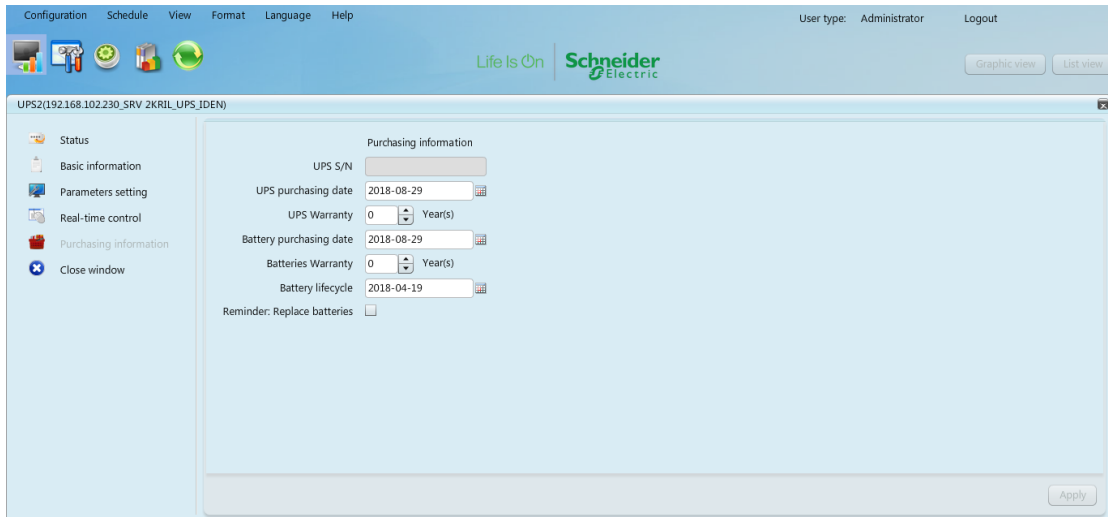 Configuration Schedule View Format Language Help User type: Administrator Logout
Life Is On Schneider Electric
Graphic view List view
UPS2(192.168.102.230_SRV 2KRIL_UPS_IDEN)
Status
Basic information
Parameters setting
Real-time control
Purchasing information
Close window
Purchasing information
UPS S/N
UPS purchasing date 2018-08-29
UPS Warranty 0 Year(s)
Battery purchasing date 2018-08-29
Batteries Warranty 0 Year(s)
Battery lifecycle 2018-04-19
Reminder: Replace batteries
Apply